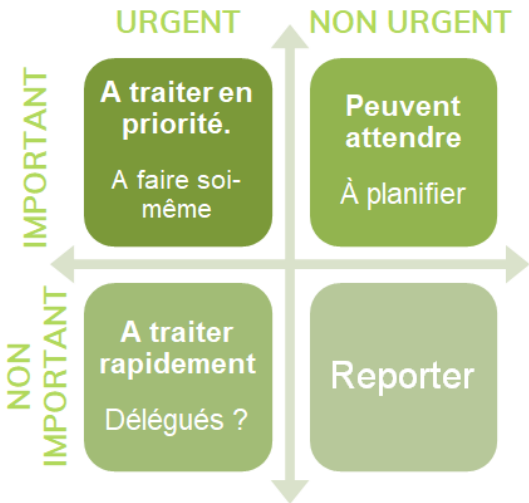 URGENT
NON URGENT
IMPORTANT
A traiter en
priorité.
A faire soi-
même
Peuvent
attendre
À planifier
NON
IMPORTANT
A traiter
rapidement
Délégués ?
Reporter